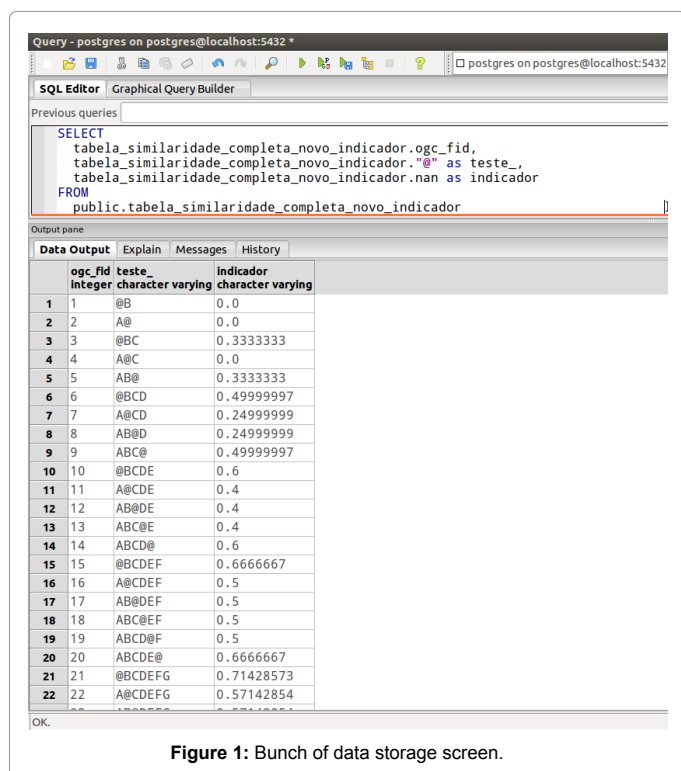 Query - postgres on postgres@localhost:5432 *
postgres on postgres@localhost:5432
SQL Editor Graphical Query Builder
Previous queries
SELECT
tabela_similaridade_completa_novo_indicador.ogc_fid,
tabela_similaridade_completa_novo_indicador."@" as teste_,
tabela_similaridade_completa_novo_indicador.nan as indicador
FROM
public.tabela_similaridade_completa_novo_indicador
Output pane
Data Output Explain Messages History
ogc_fid teste_ indicador
integer character varying character varying
1 1 @B 0.0
2 2 A@ 0.0
3 3 @BC 0.3333333
4 4 A@C 0.0
5 5 AB@ 0.3333333
6 6 @BCD 0.49999997
7 7 A@CD 0.24999999
8 8 AB@D 0.24999999
9 9 ABC@ 0.49999997
10 10 @BCDE 0.6
11 11 A@CDE 0.4
12 12 AB@DE 0.4
13 13 ABC@E 0.4
14 14 ABCD@ 0.6
15 15 @BCDEF 0.6666667
16 16 A@CDEF 0.5
17 17 AB@DEF 0.5
18 18 ABC@EF 0.5
19 19 ABCD@F 0.5
20 20 ABCDE@ 0.6666667
21 21 @BCDEFG 0.71428573
22 22 A@CDEFG 0.57142854
OK.
Figure 1: Bunch of data storage screen.